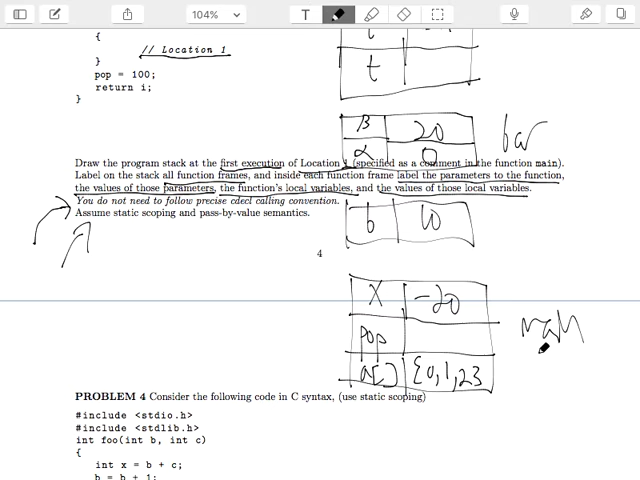 104%
T
{
// Location 1
}
pop = 100;
return i;
}
t
β 20
α 0
bar
Draw the program stack at the first execution of Location 1 (specified as a comment in the function main).
Label on the stack all function frames, and inside each function frame label the parameters to the function,
the values of those parameters, the function's local variables, and the values of those local variables.
You do not need to follow precise cdecl calling convention.
Assume static scoping and pass-by-value semantics.
b 10
4
x -20
pop
main
a[] {0,1,2}
PROBLEM 4 Consider the following code in C syntax, (use static scoping)
#include <stdio.h>
#include <stdlib.h>
int foo(int b, int c)
{
int x = b + c;
b = b + 1;